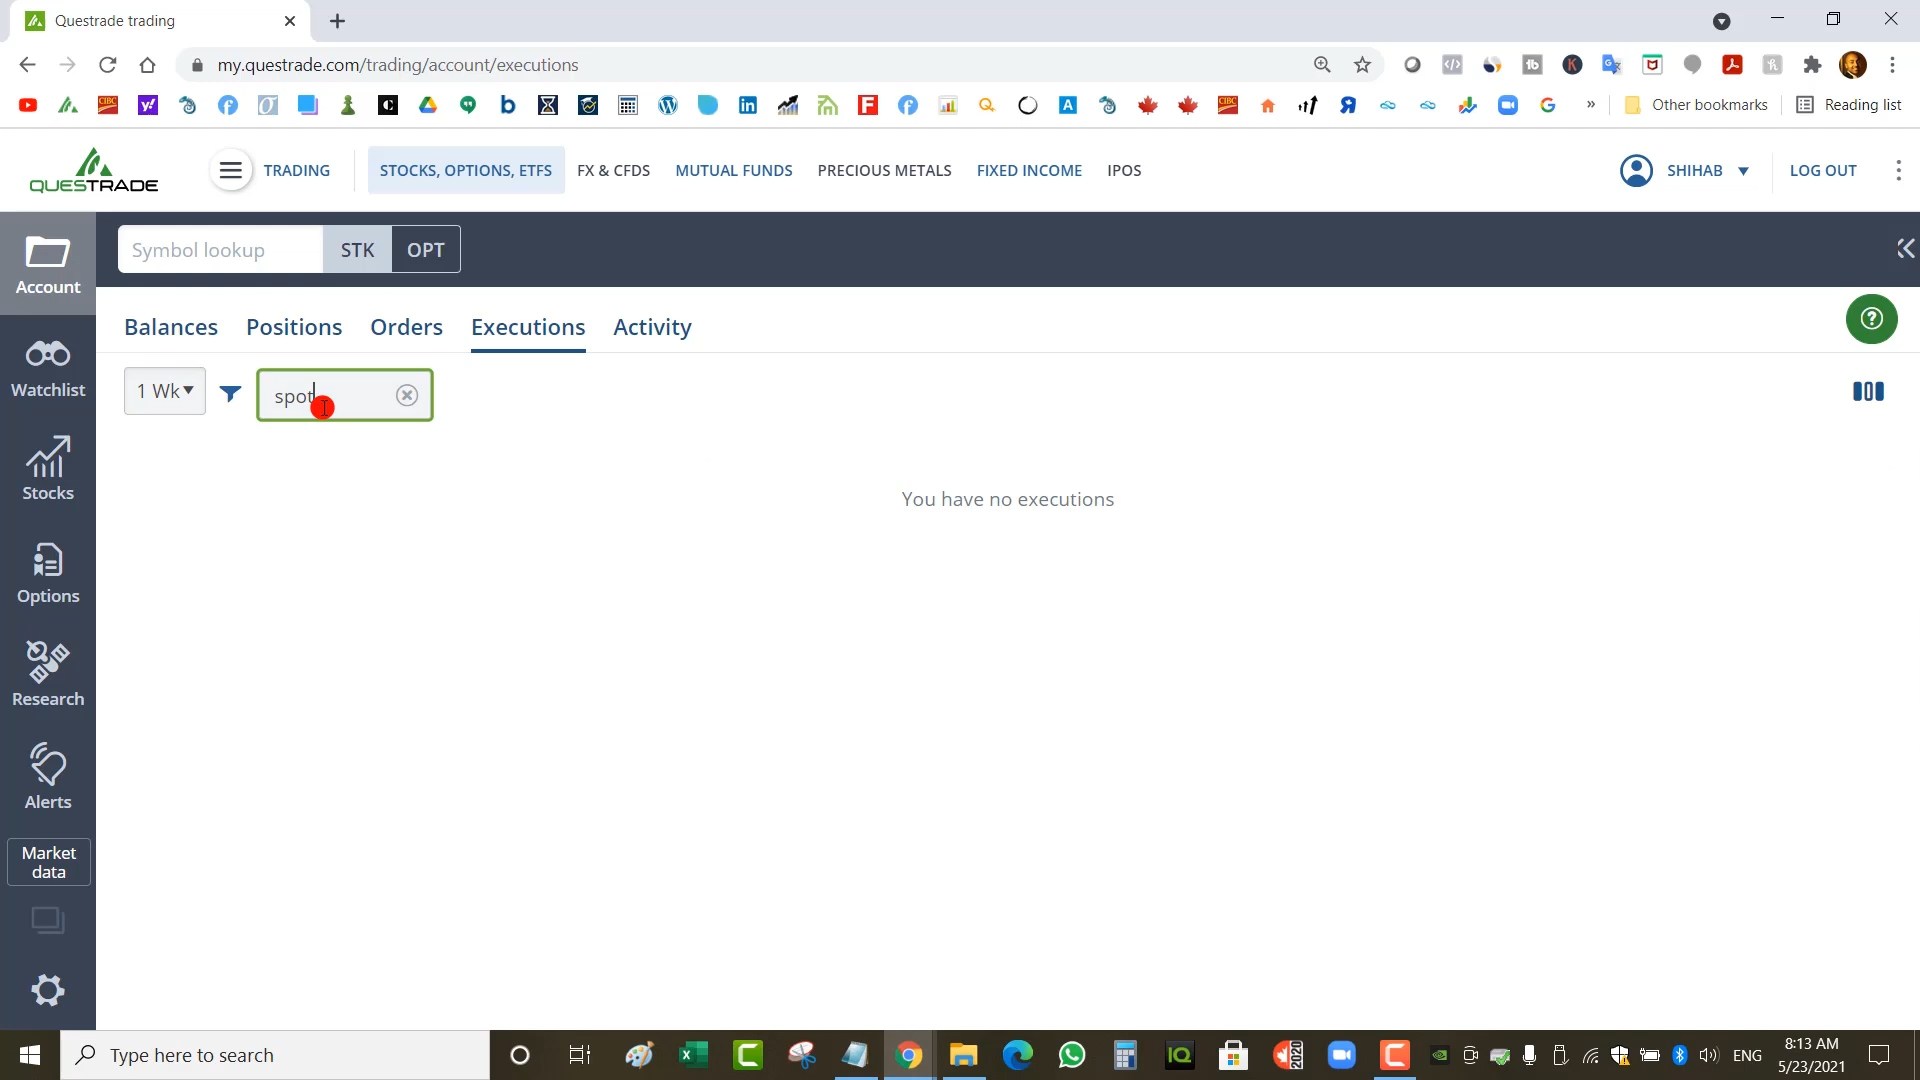 Questrade trading
my.questrade.com/trading/account/executions
Other bookmarks
Reading list
QUESTRADE
TRADING
STOCKS, OPTIONS, ETFS
FX & CFDS
MUTUAL FUNDS
PRECIOUS METALS
FIXED INCOME
IPOS
SHIHAB
LOG OUT
Account
Symbol lookup
STK
OPT
Balances
Positions
Orders
Executions
Activity
1 Wk
spot
Watchlist
You have no executions
Stocks
Options
Research
Alerts
Market
data
Type here to search
ENG
8:13 AM
5/23/2021